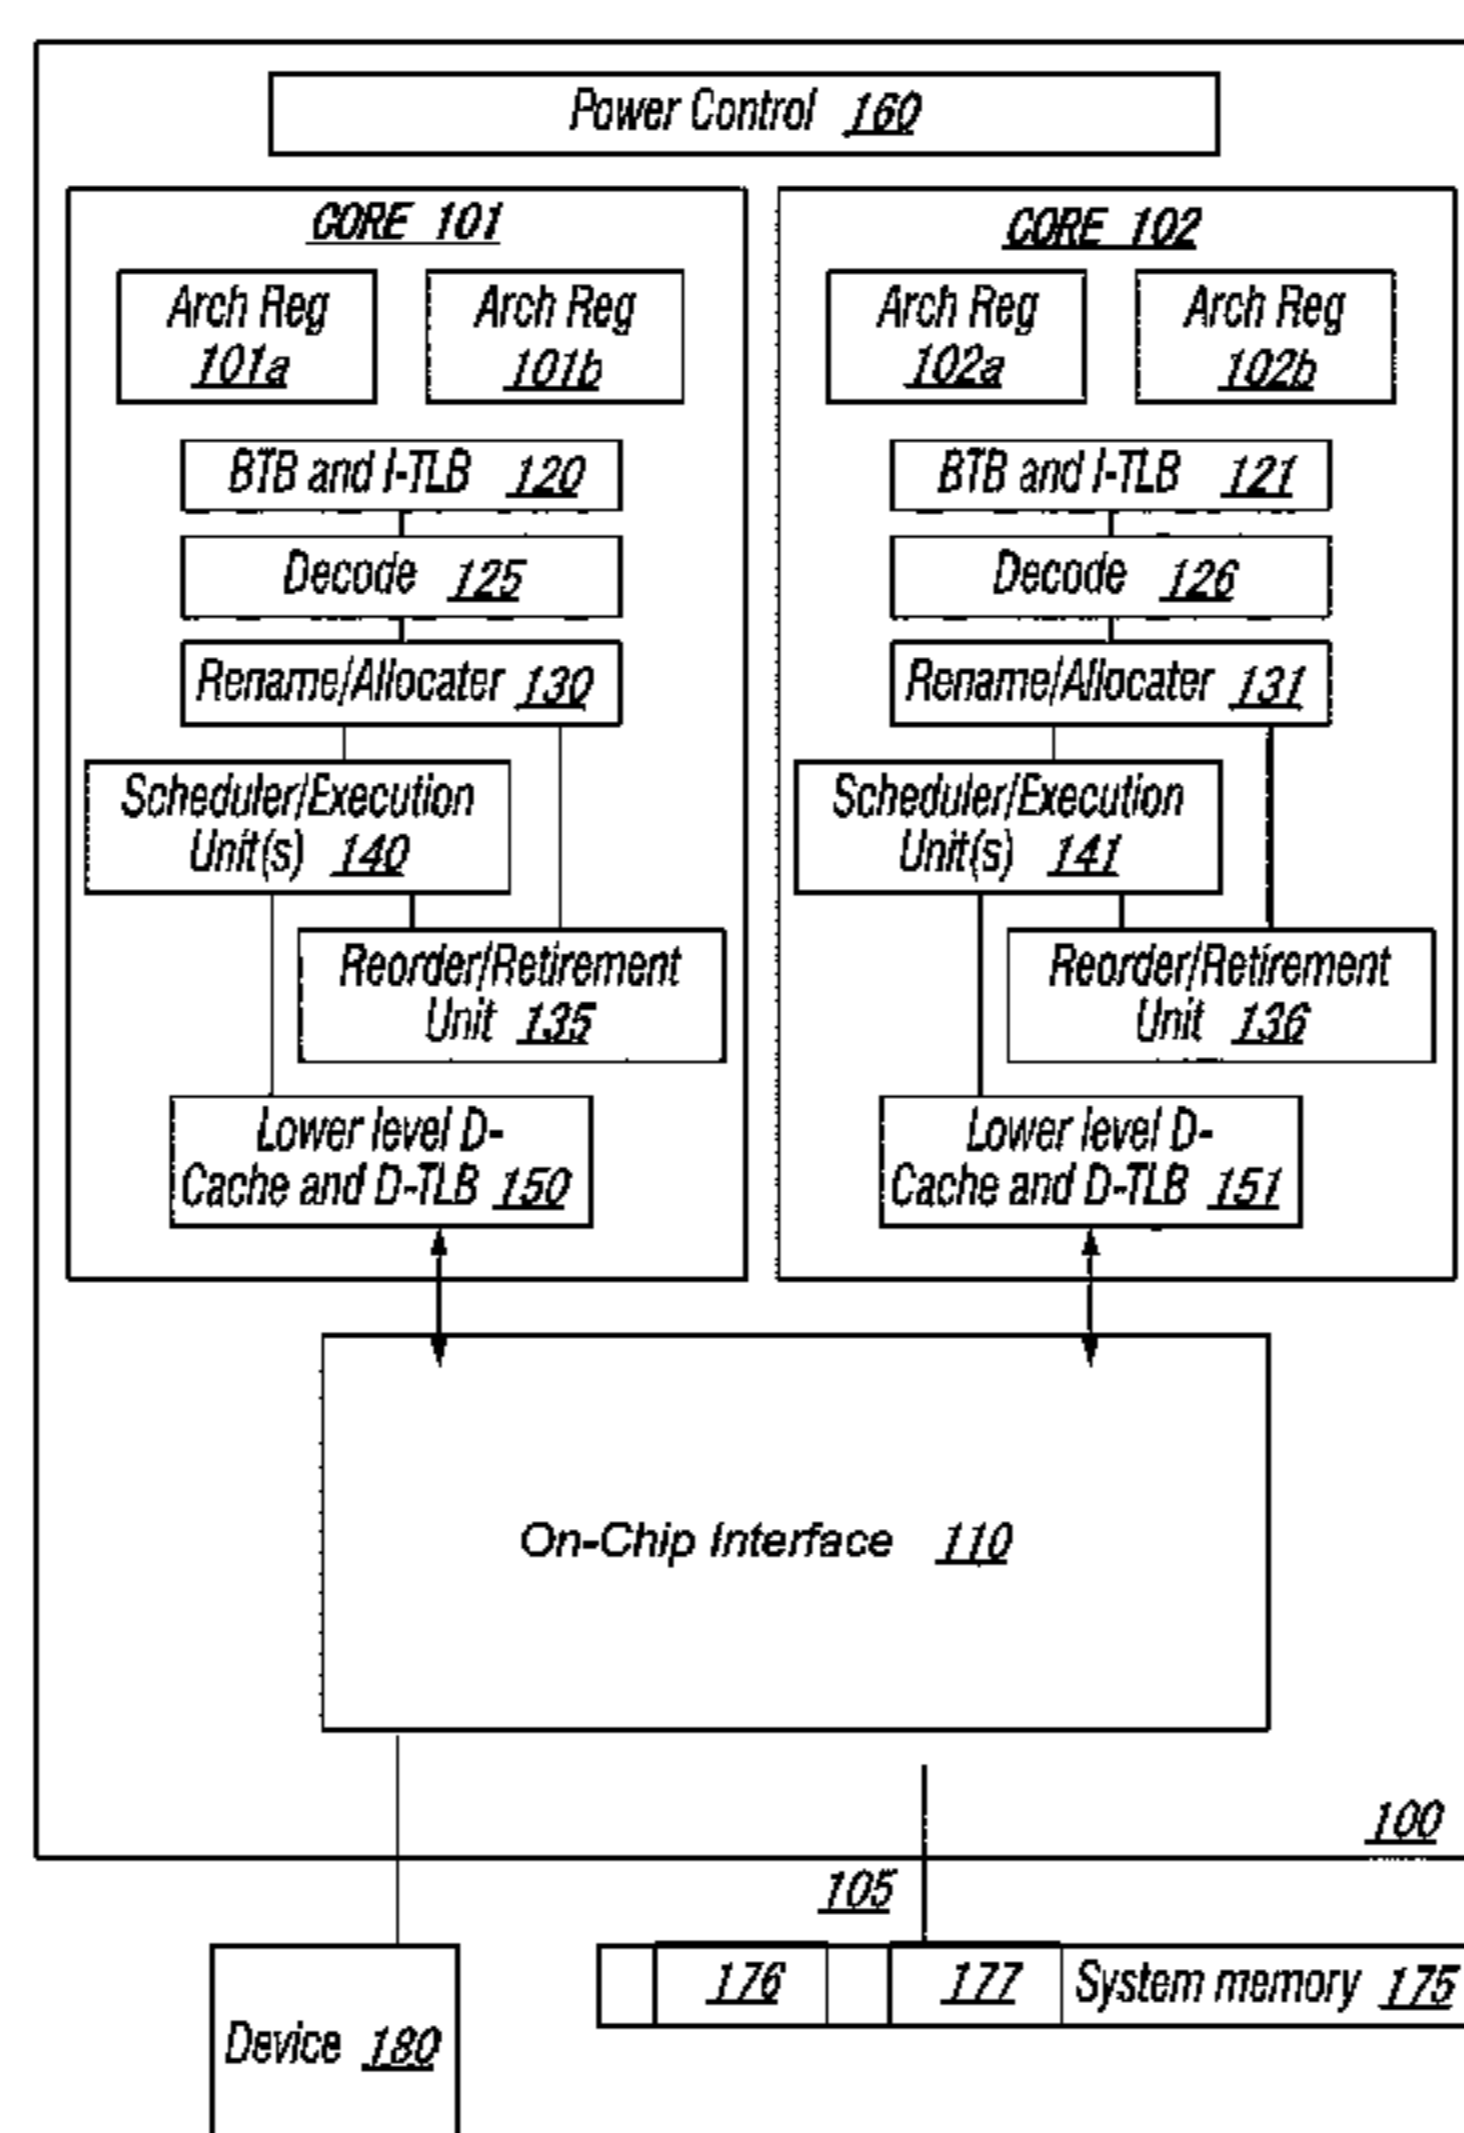 Power Control 160
CORE 101
Arch Reg
101a
Arch Reg
101b
BTB and I-TLB 120
Decode 125
Rename/Allocater 130
Scheduler/Execution
Unit(s) 140
Reorder/Retirement
Unit 135
Lower level D-
Cache and D-TLB 150
CORE 102
Arch Reg
102a
Arch Reg
102b
BTB and I-TLB 121
Decode 126
Rename/Allocater 131
Scheduler/Execution
Unit(s) 141
Reorder/Retirement
Unit 136
Lower level D-
Cache and D-TLB 151
On-Chip Interface 110
100
105
176
177
System memory 175
Device 180